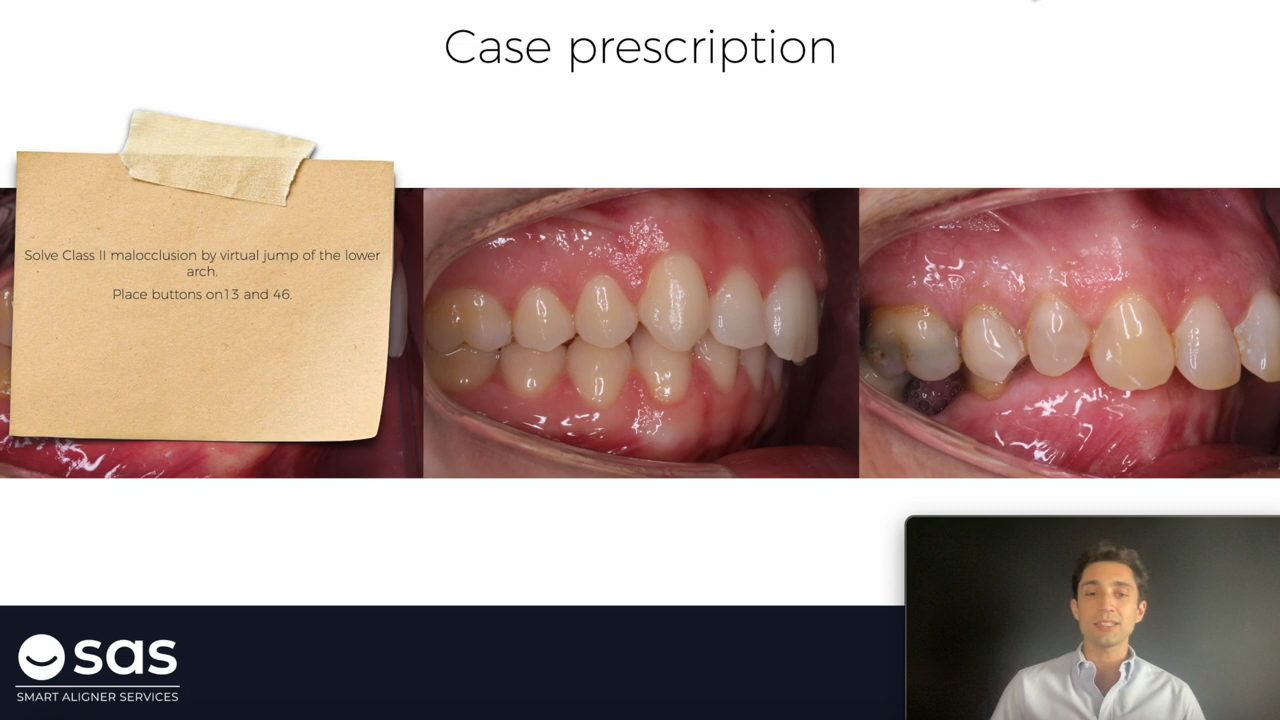 Case prescription
Solve Class II malocclusion by virtual jump of the lower
arch.
Place buttons on13 and 46.
sas
SMART ALIGNER SERVICES